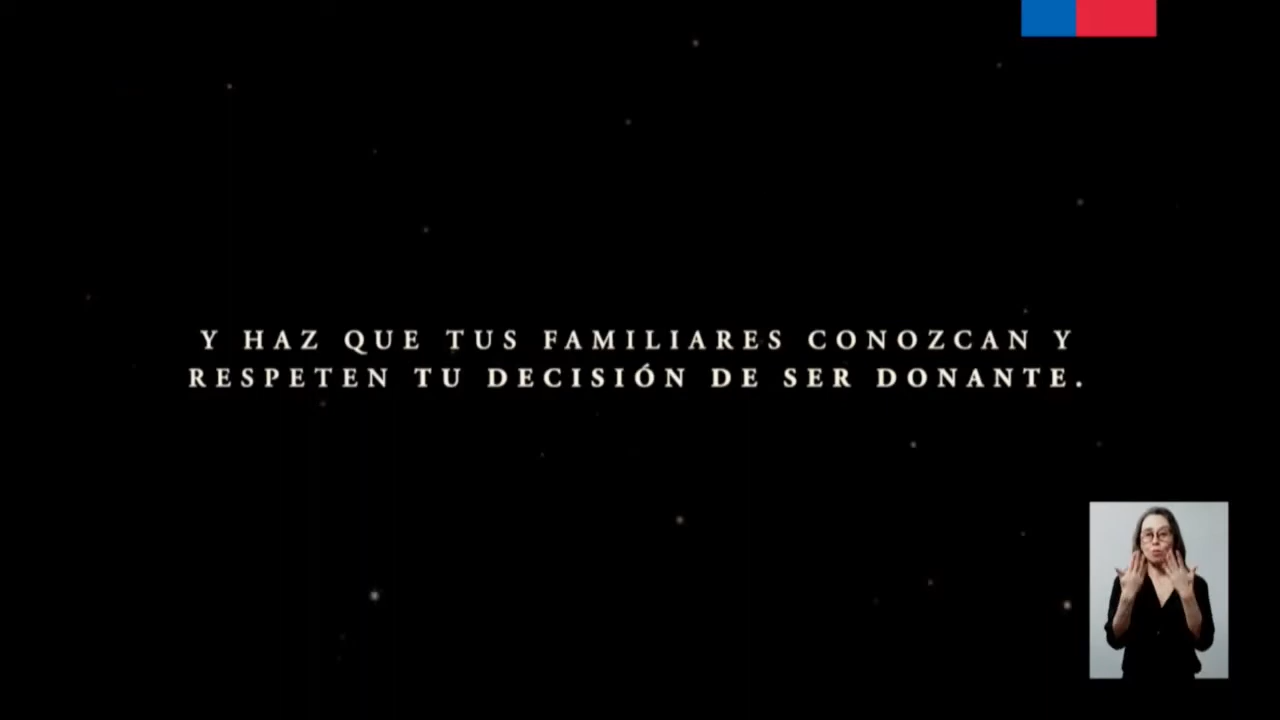 Y HAZ QUE TUS FAMILIARES CONOZCAN Y
RESPETEN TU DECISIÓN DE SER DONANTE.